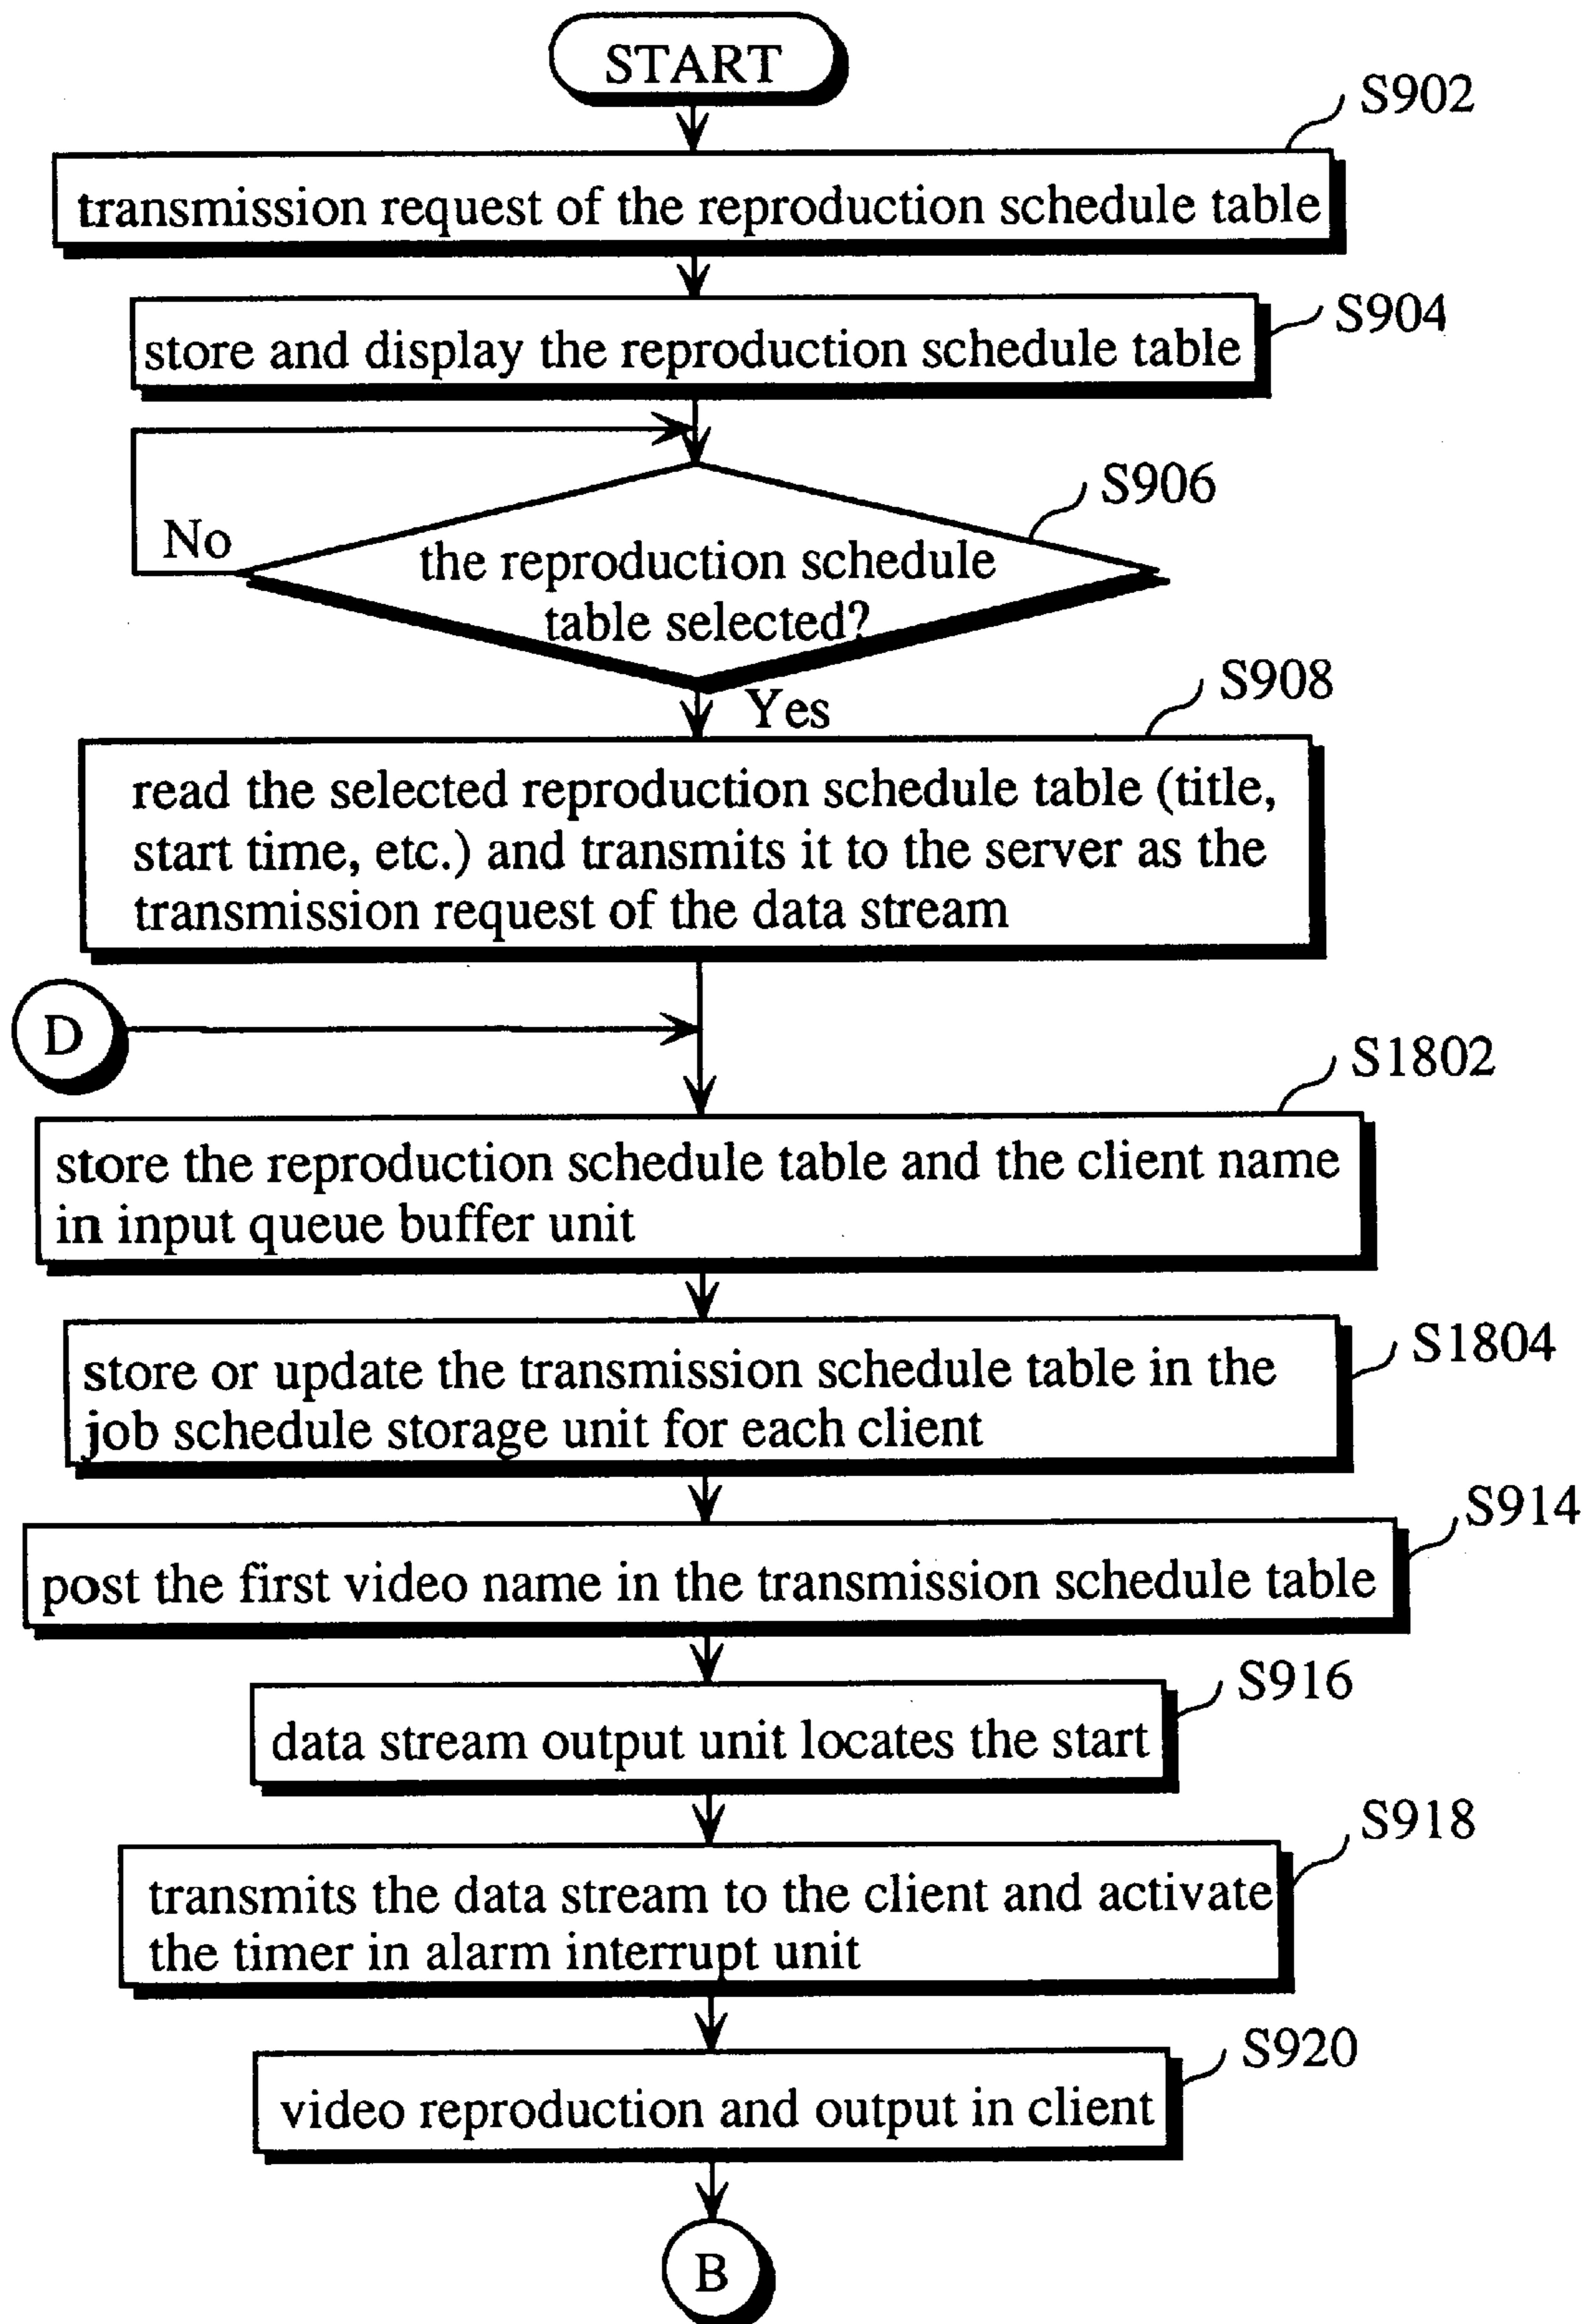 START
S902
transmission request of the reproduction schedule table
S904
store and display the reproduction schedule table
S906
No
the reproduction schedule
table selected?
Yes
S908
read the selected reproduction schedule table (title,
start time, etc.) and transmits it to the server as the
transmission request of the data stream
D
S1802
store the reproduction schedule table and the client name
in input queue buffer unit
S1804
store or update the transmission schedule table in the
job schedule storage unit for each client
S914
post the first video name in the transmission schedule table
S916
data stream output unit locates the start
S918
transmits the data stream to the client and activate
the timer in alarm interrupt unit
S920
video reproduction and output in client
B